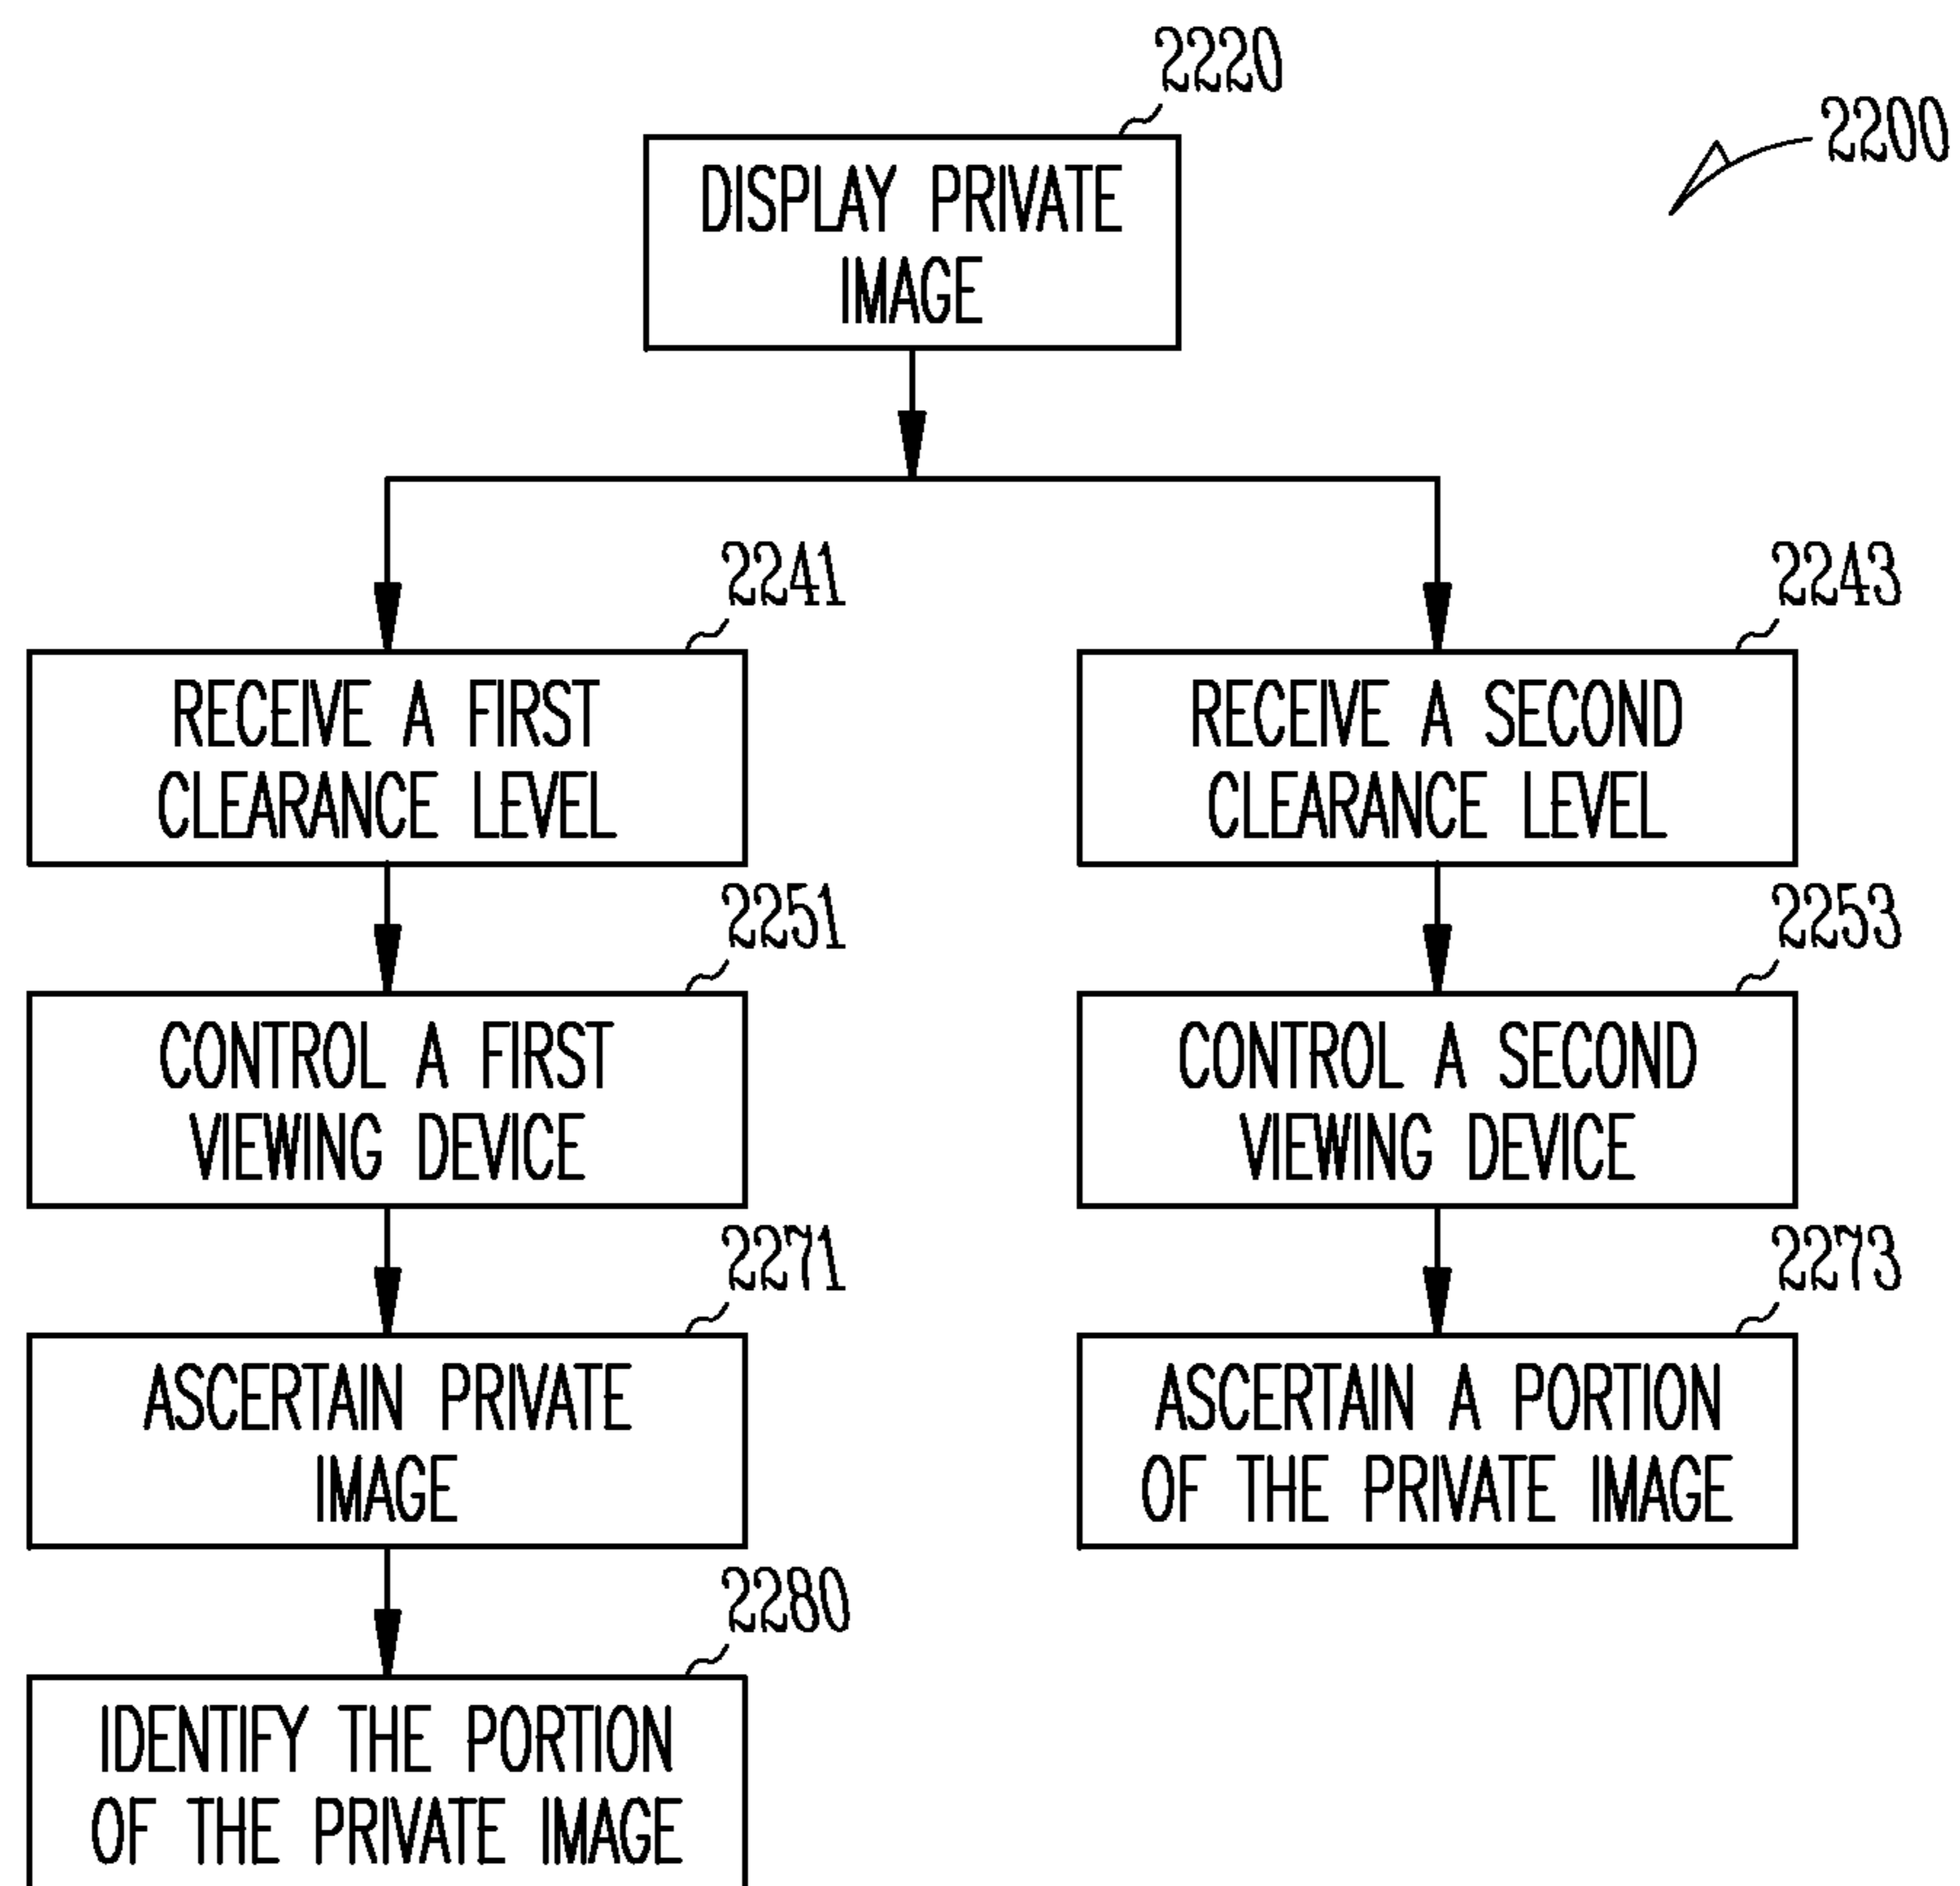 2220
2200
DISPLAY PRIVATE
IMAGE
2241
RECEIVE A FIRST
CLEARANCE LEVEL
2251
CONTROL A FIRST
VIEWING DEVICE
2271
ASCERTAIN PRIVATE
IMAGE
2280
IDENTIFY THE PORTION
OF THE PRIVATE IMAGE
2243
RECEIVE A SECOND
CLEARANCE LEVEL
2253
CONTROL A SECOND
VIEWING DEVICE
2273
ASCERTAIN A PORTION
OF THE PRIVATE IMAGE